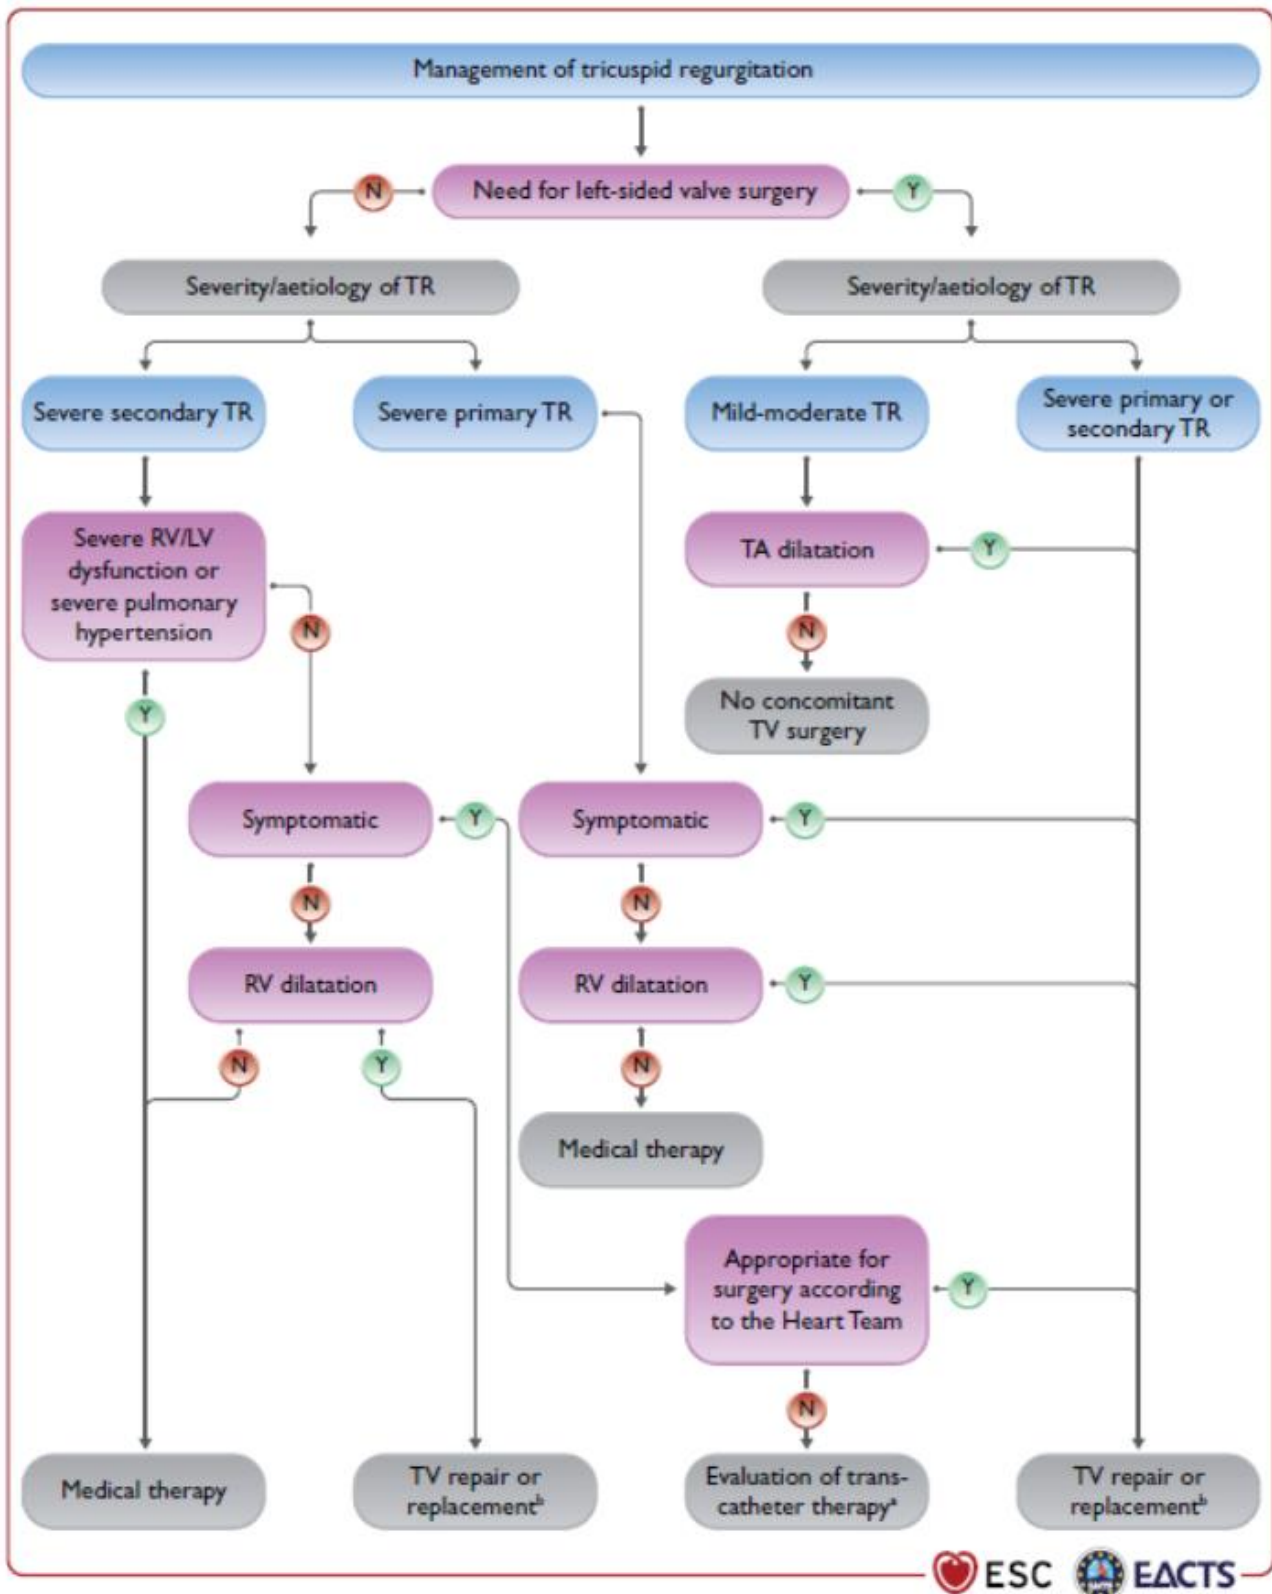 Management of tricuspid regurgitation
N
Need for left-sided valve surgery
Y
Severity/aetiology of TR
Severity/aetiology of TR
Severe secondary TR
Severe primary TR
Mild-moderate TR
Severe primary or
secondary TR
Severe RV/LV
dysfunction or
severe pulmonary
hypertension
N
TA dilatation
Y
N
No concomitant
TV surgery
Y
Symptomatic
Y
Symptomatic
Y
N
N
RV dilatation
RV dilatation
Y
N
Y
N
Medical therapy
Appropriate for
surgery according
to the Heart Team
Y
N
Medical therapy
TV repair or
replacementᵇ
Evaluation of trans-
catheter therapyᵃ
TV repair or
replacementᵇ
ESC
EACTS